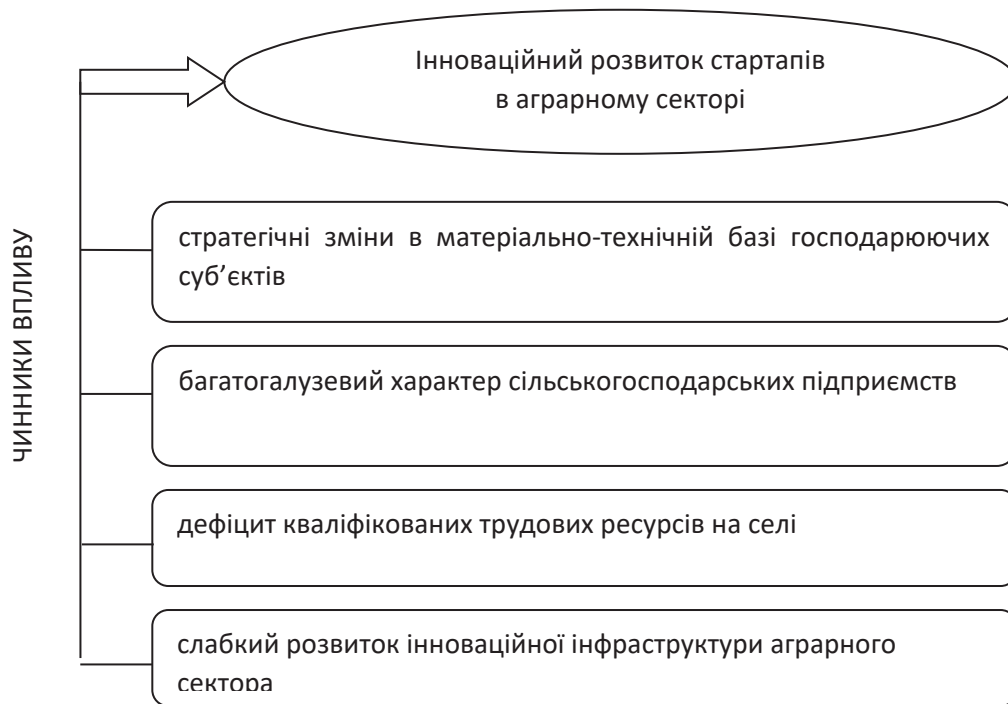 Інноваційний розвиток стартапів
в аграрному секторі
ЧИННИКИ ВПЛИВУ
стратегічні зміни в матеріально-технічній базі господарюючих
суб’єктів
багатогалузевий характер сільськогосподарських підприємств
дефіцит кваліфікованих трудових ресурсів на селі
слабкий розвиток інноваційної інфраструктури аграрного
сектора